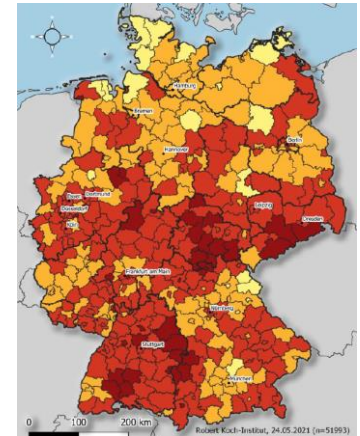 Hamburg
Bremen
Berlin
Hannover
Essen
Dortmund
Düsseldorf
Leipzig
Köln
Dresden
Frankfurt am Main
Nürnberg
Stuttgart
München
0 100 200 km
Robert Koch-Institut, 24.05.2021 (n=51993)